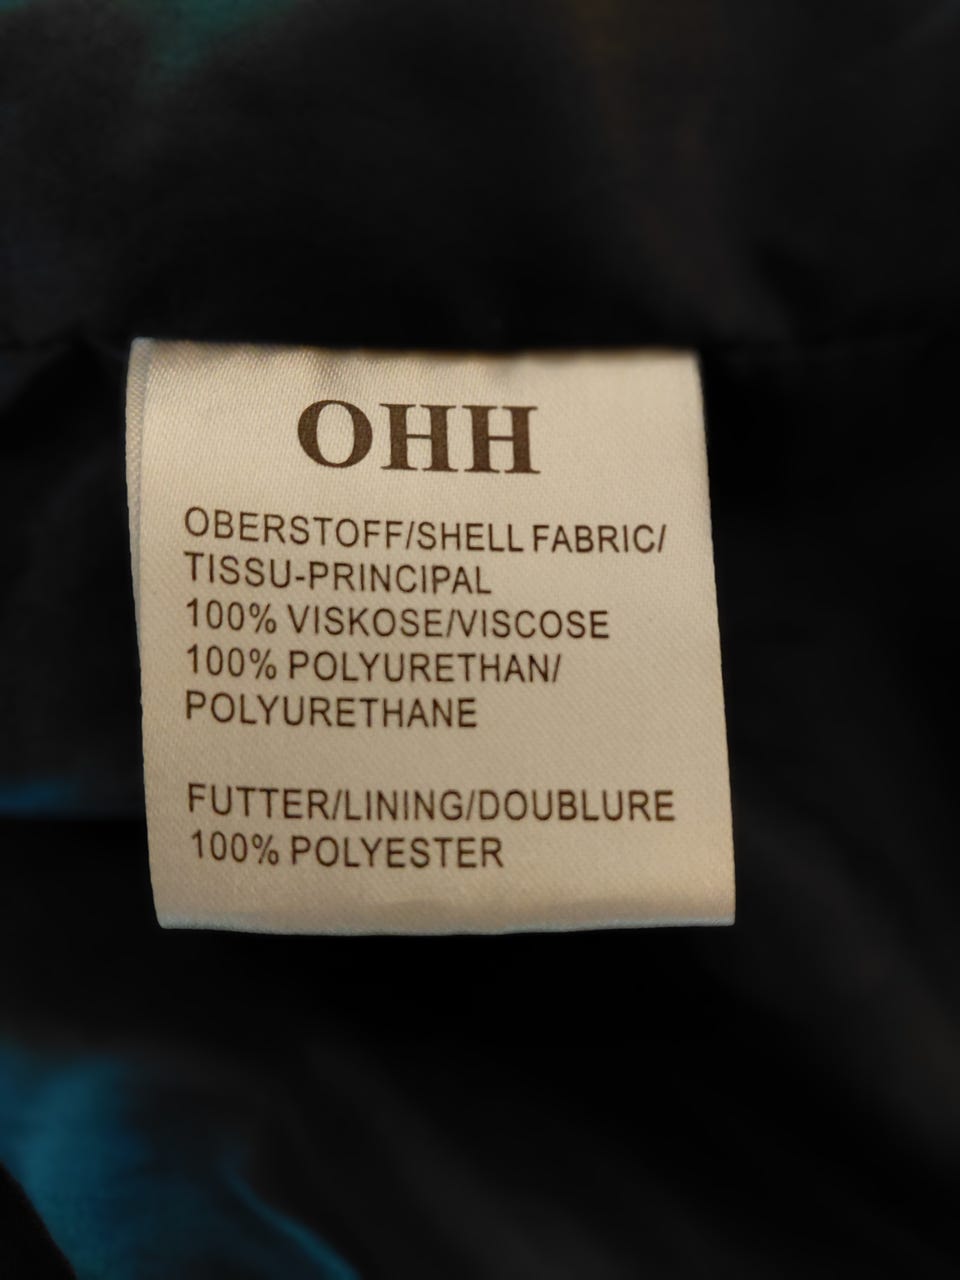 OHH
OBERSTOFF/SHELL FABRIC/
TISSU-PRINCIPAL
100% VISKOSE/VISCOSE
100% POLYURETHAN/
POLYURETHANE
FUTTER/LINING/DOUBLURE
100% POLYESTER